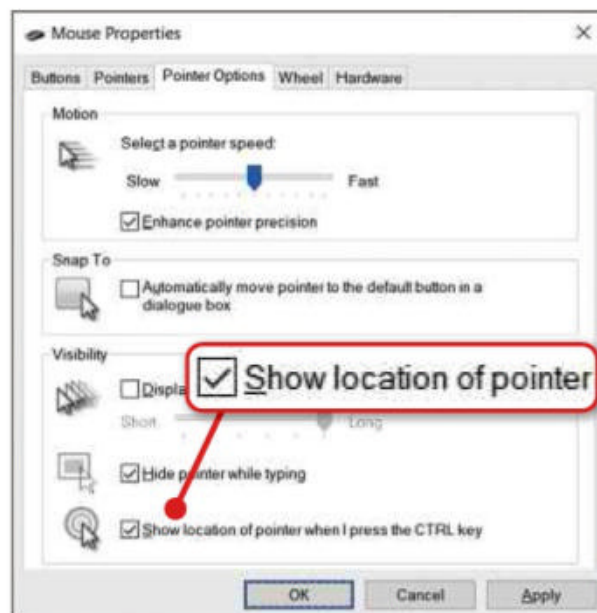 Mouse Properties
Buttons Pointers Pointer Options Wheel Hardware
Motion
Select a pointer speed:
Slow Fast
Enhance pointer precision
Snap To
Automatically move pointer to the default button in a
dialogue box
Visibility
Show location of pointer
Short Long
Hide pointer while typing
Show location of pointer when I press the CTRL key
OK Cancel Apply